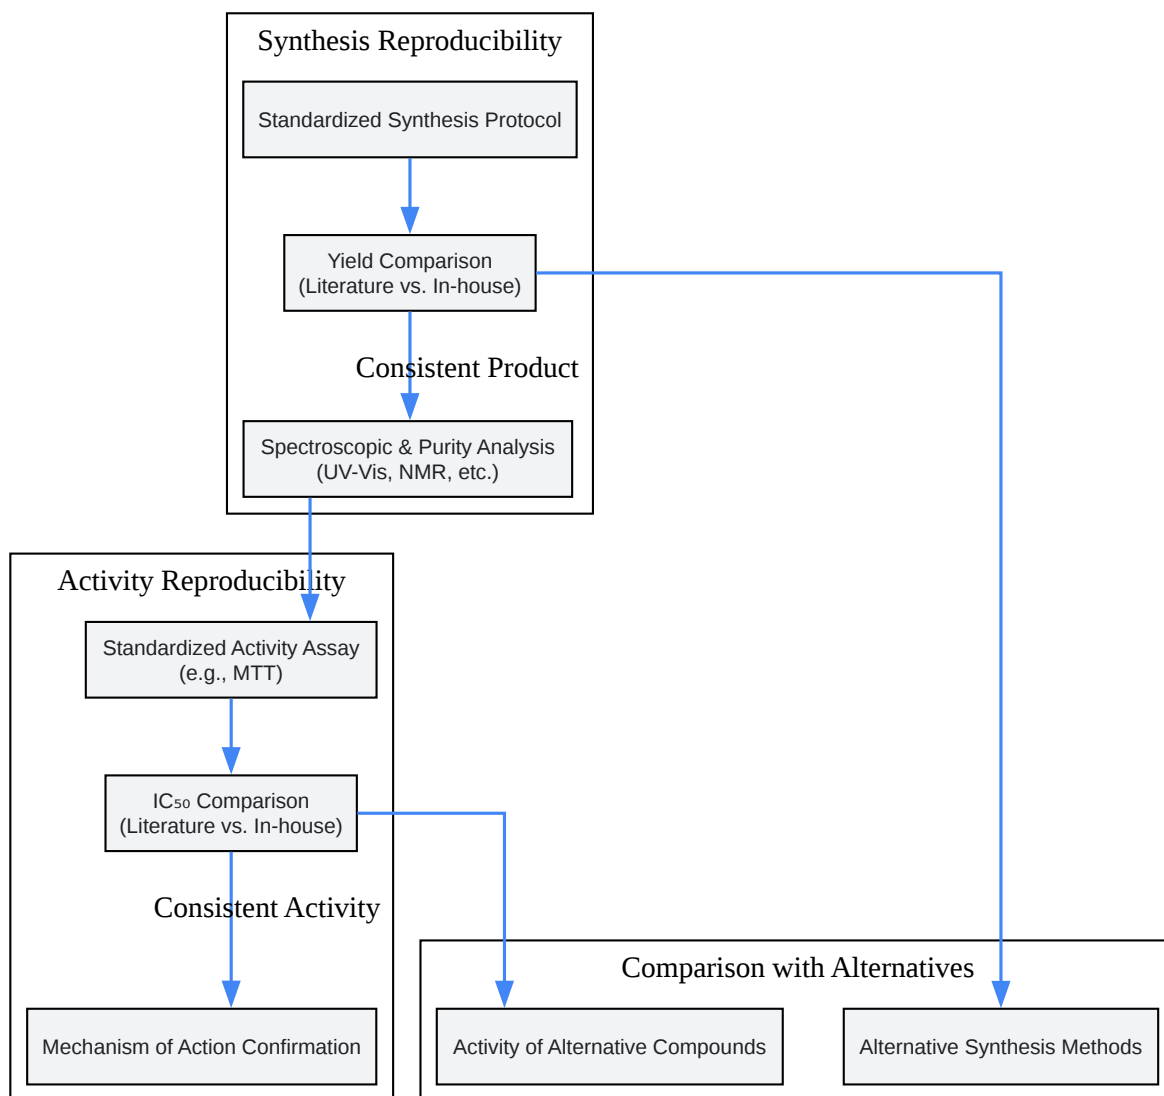 Synthesis Reproducibility
Standardized Synthesis Protocol
Yield Comparison
(Literature vs. In-house)
Consistent Product
Spectroscopic & Purity Analysis
(UV-Vis, NMR, etc.)
Activity Reproducibility
Standardized Activity Assay
(e.g., MTT)
IC₅₀ Comparison
(Literature vs. In-house)
Consistent Activity
Mechanism of Action Confirmation
Comparison with Alternatives
Activity of Alternative Compounds
Alternative Synthesis Methods